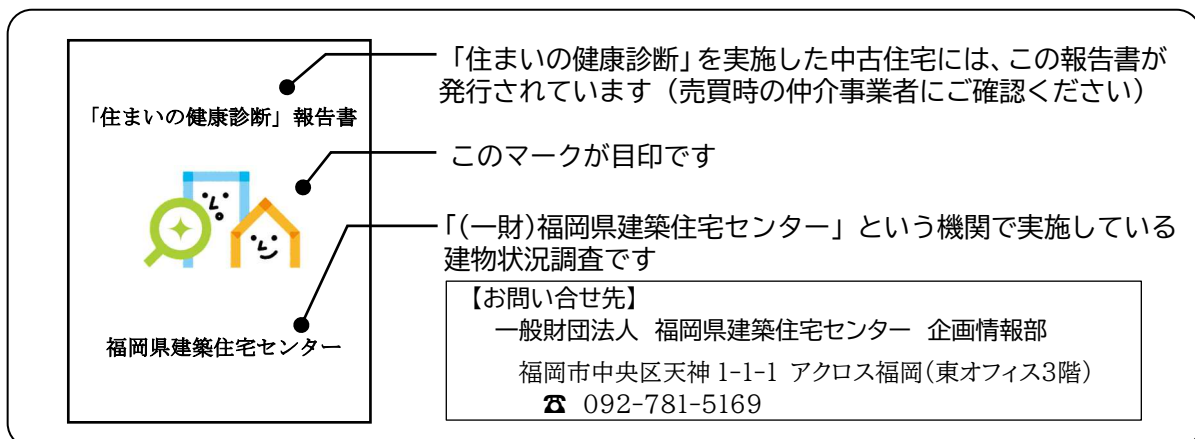 「住まいの健康診断」報告書
福岡県建築住宅センター
「住まいの健康診断」を実施した中古住宅には、この報告書が
発行されています（売買時の仲介事業者にご確認ください）
このマークが目印です
「(一財)福岡県建築住宅センター」という機関で実施している
建物状況調査です
【お問い合せ先】
一般財団法人 福岡県建築住宅センター 企画情報部
福岡市中央区天神 1-1-1 アクロス福岡(東オフィス3階)
☎ 092-781-5169